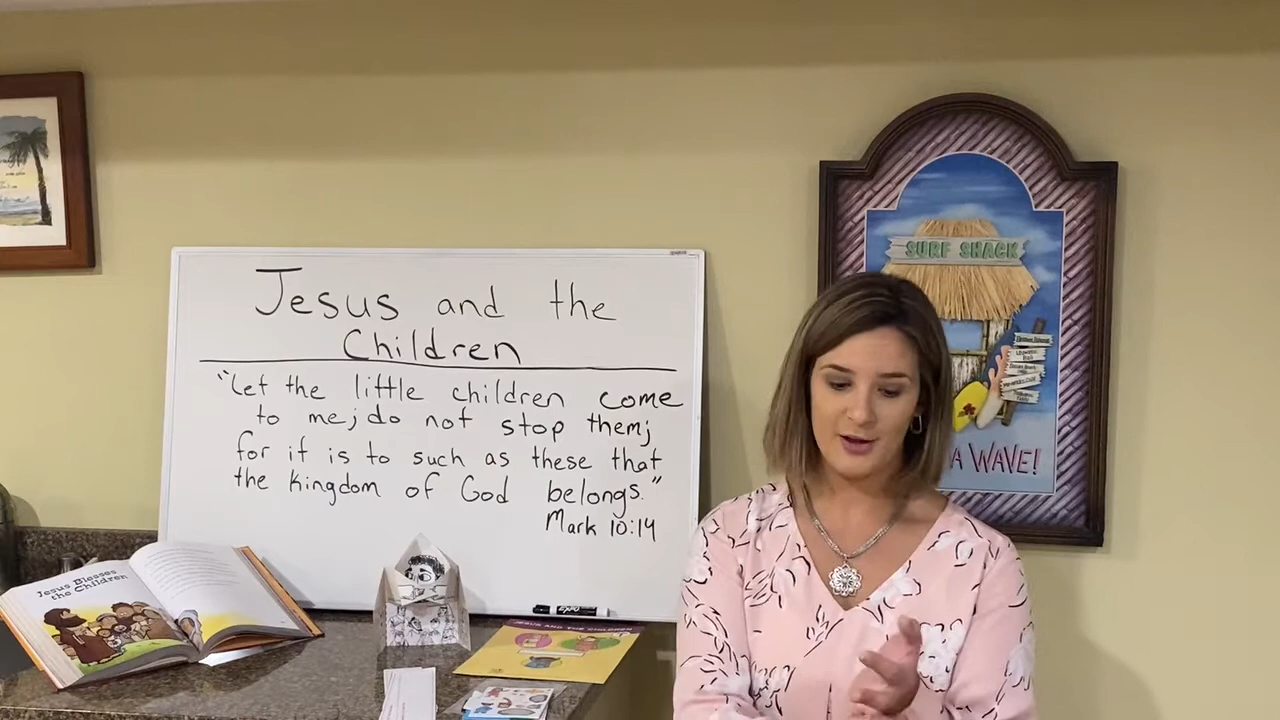 Jesus and the
Children
"Let the little children come
to me; do not stop them;
for it is to such as these that
the kingdom of God belongs."
Mark 10:14
SURF SHACK
A WAVE!
Jesus Blesses
the Children
EXPO
JESUS AND THE CHILDREN